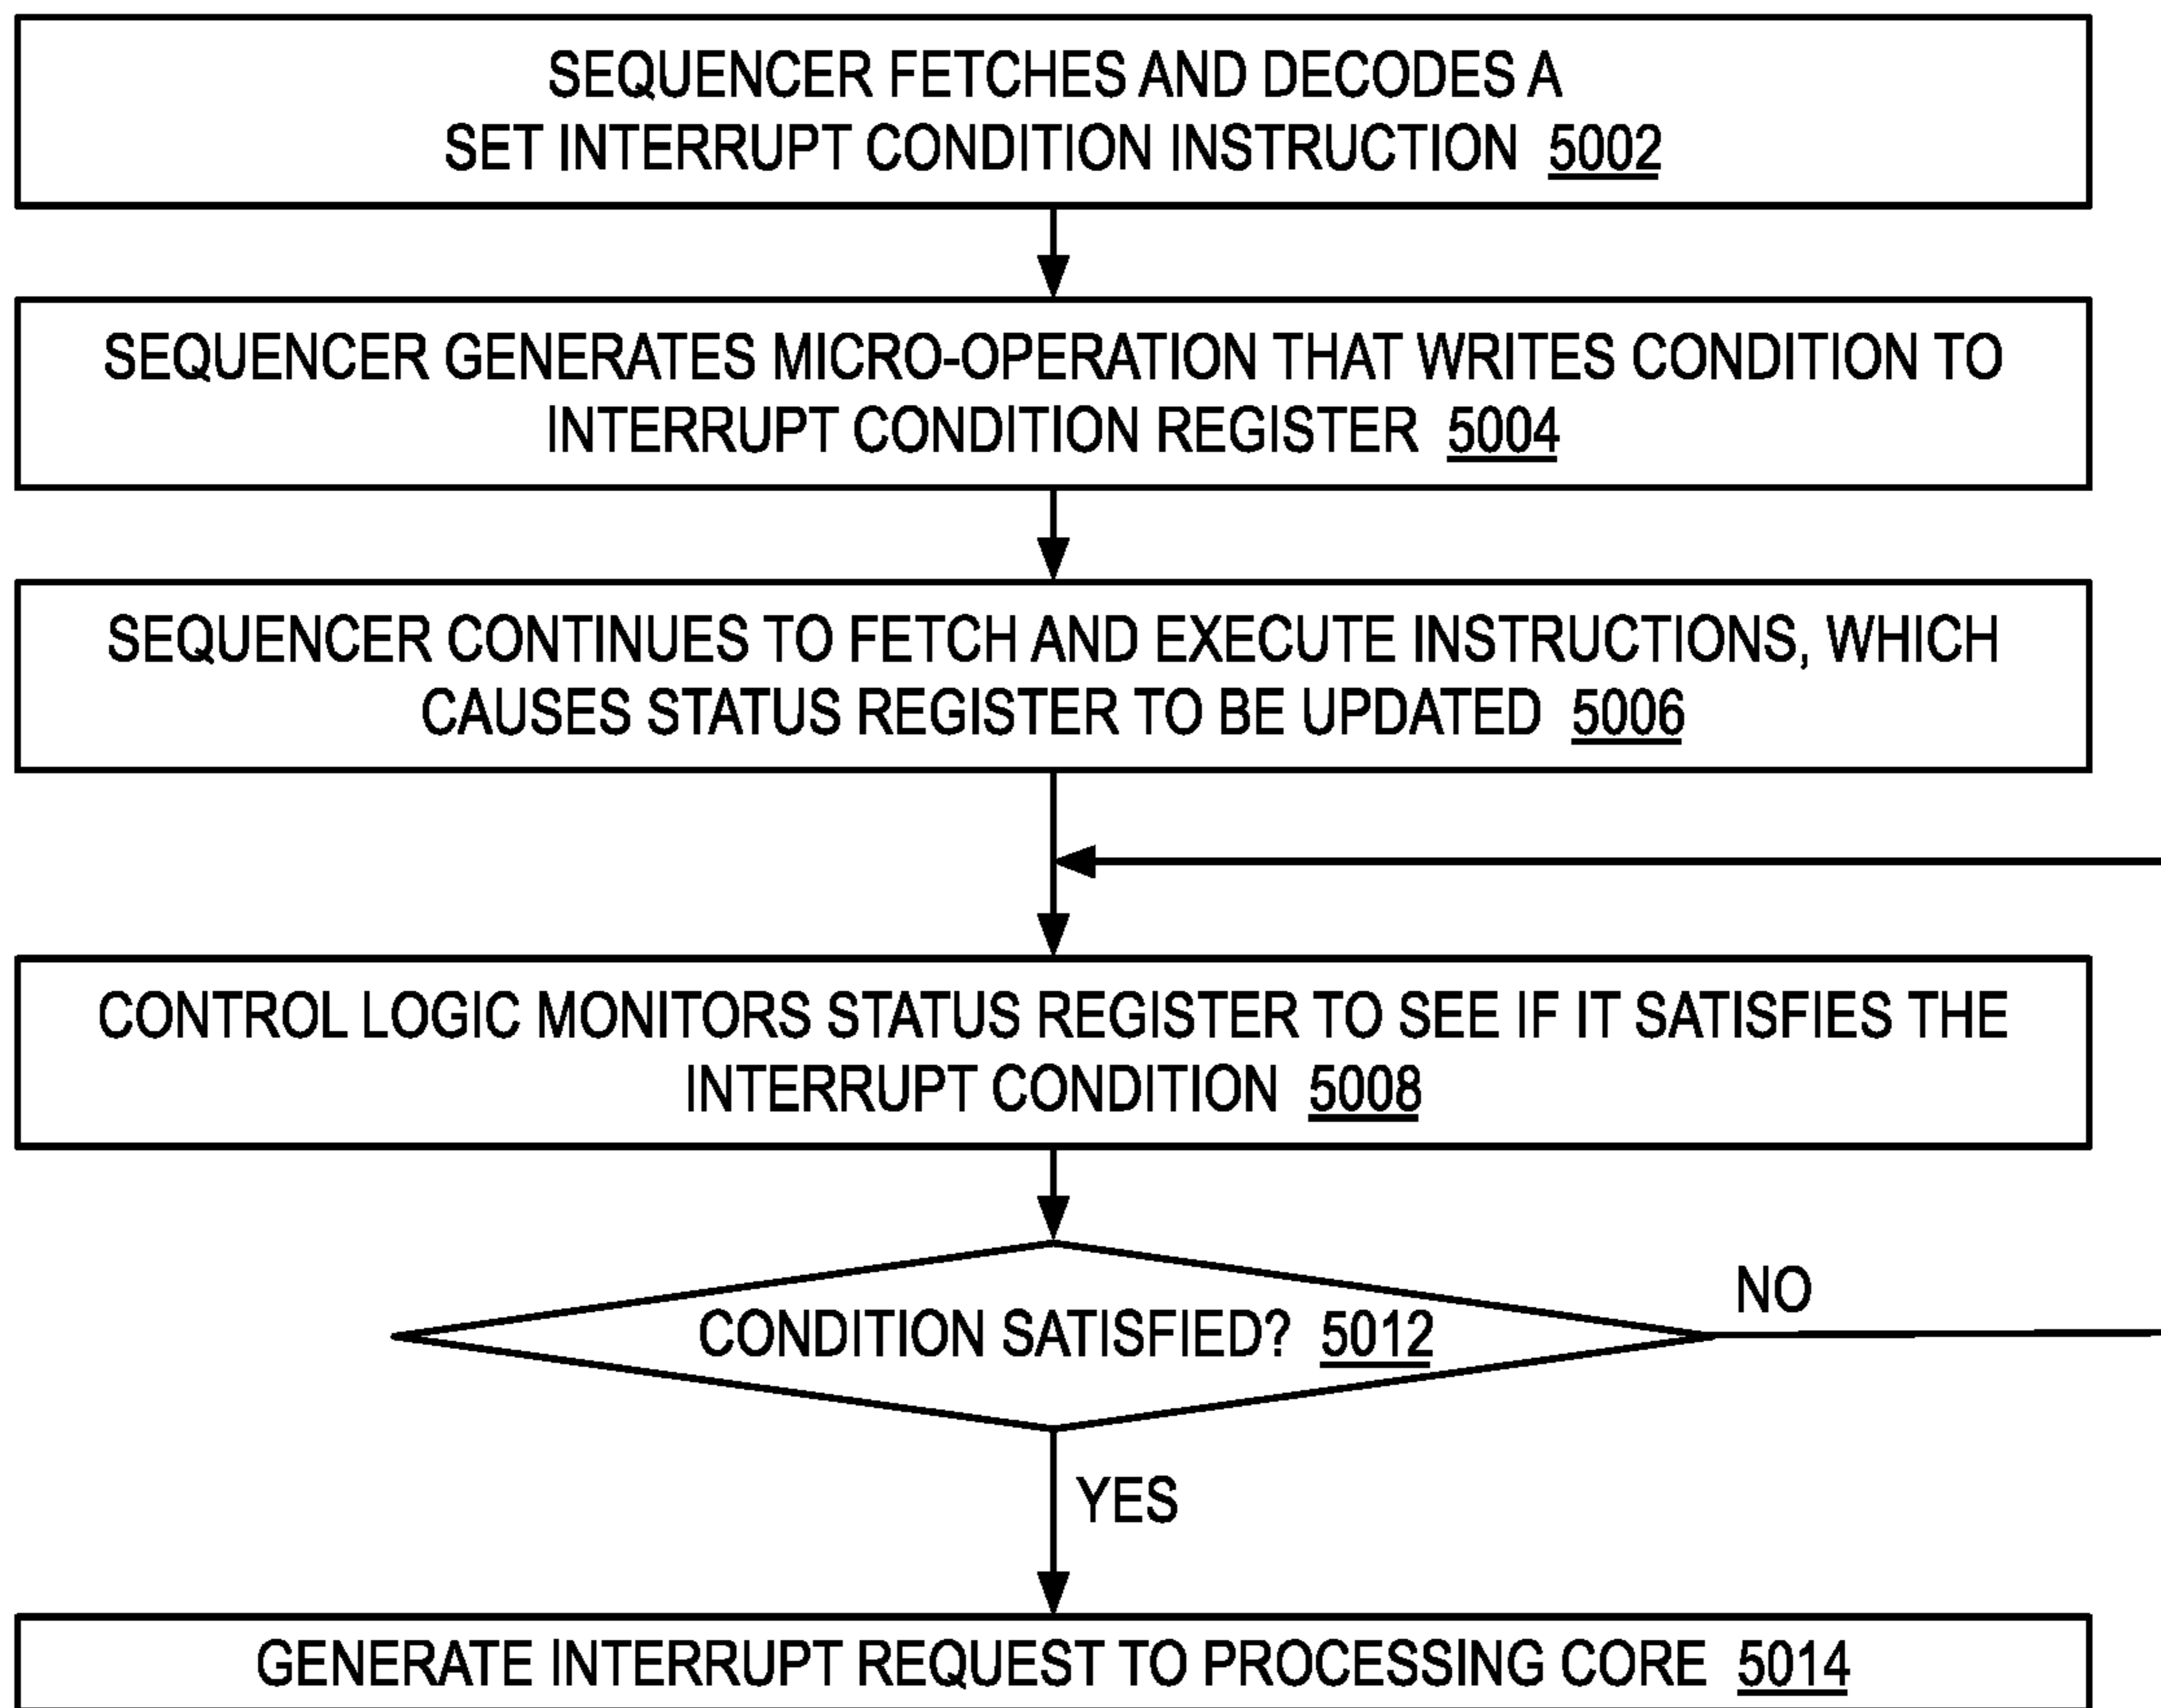 SEQUENCER FETCHES AND DECODES A
SET INTERRUPT CONDITION INSTRUCTION 5002
SEQUENCER GENERATES MICRO-OPERATION THAT WRITES CONDITION TO
INTERRUPT CONDITION REGISTER 5004
SEQUENCER CONTINUES TO FETCH AND EXECUTE INSTRUCTIONS, WHICH
CAUSES STATUS REGISTER TO BE UPDATED 5006
CONTROL LOGIC MONITORS STATUS REGISTER TO SEE IF IT SATISFIES THE
INTERRUPT CONDITION 5008
CONDITION SATISFIED? 5012
NO
YES
GENERATE INTERRUPT REQUEST TO PROCESSING CORE 5014